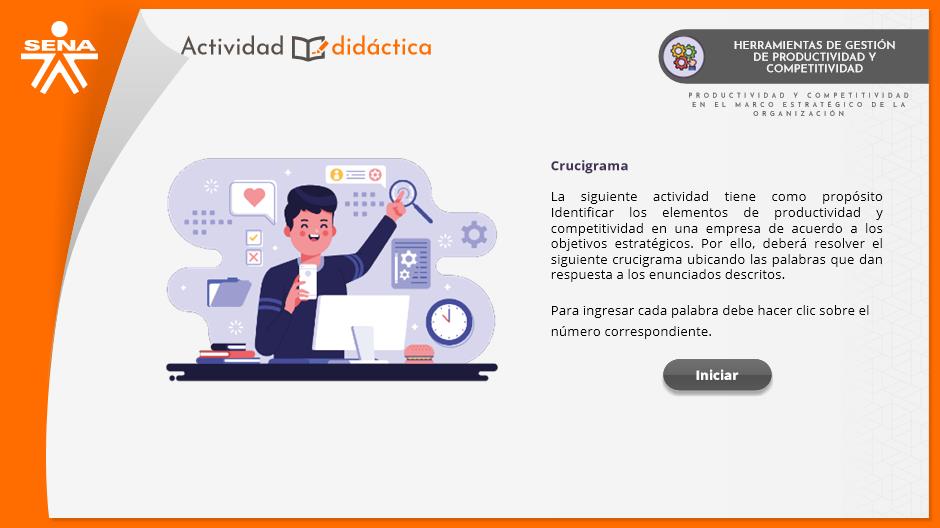 SENA
Actividad didáctica
HERRAMIENTAS DE GESTIÓN
DE PRODUCTIVIDAD Y
COMPETITIVIDAD
PRODUCTIVIDAD Y COMPETITIVIDAD
EN EL MARCO ESTRATÉGICO DE LA
ORGANIZACIÓN
Crucigrama
La siguiente actividad tiene como propósito
Identificar los elementos de productividad y
competitividad en una empresa de acuerdo a los
objetivos estratégicos. Por ello, deberá resolver el
siguiente crucigrama ubicando las palabras que dan
respuesta a los enunciados descritos.
Para ingresar cada palabra debe hacer clic sobre el
número correspondiente.
Iniciar